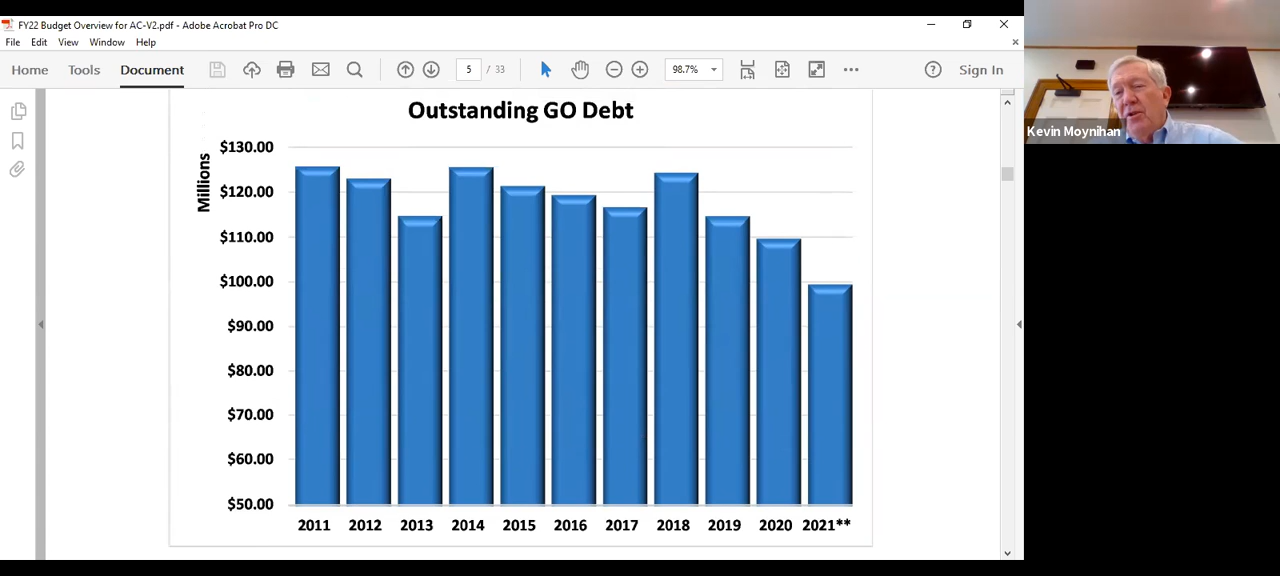 FY22 Budget Overview for AC-V2.pdf - Adobe Acrobat Pro DC
File Edit View Window Help
Home Tools Document 5 / 33 98.7% Sign In
Outstanding GO Debt
Millions
$130.00
$120.00
$110.00
$100.00
$90.00
$80.00
$70.00
$60.00
$50.00
2011 2012 2013 2014 2015 2016 2017 2018 2019 2020 2021**
Kevin Moynihan